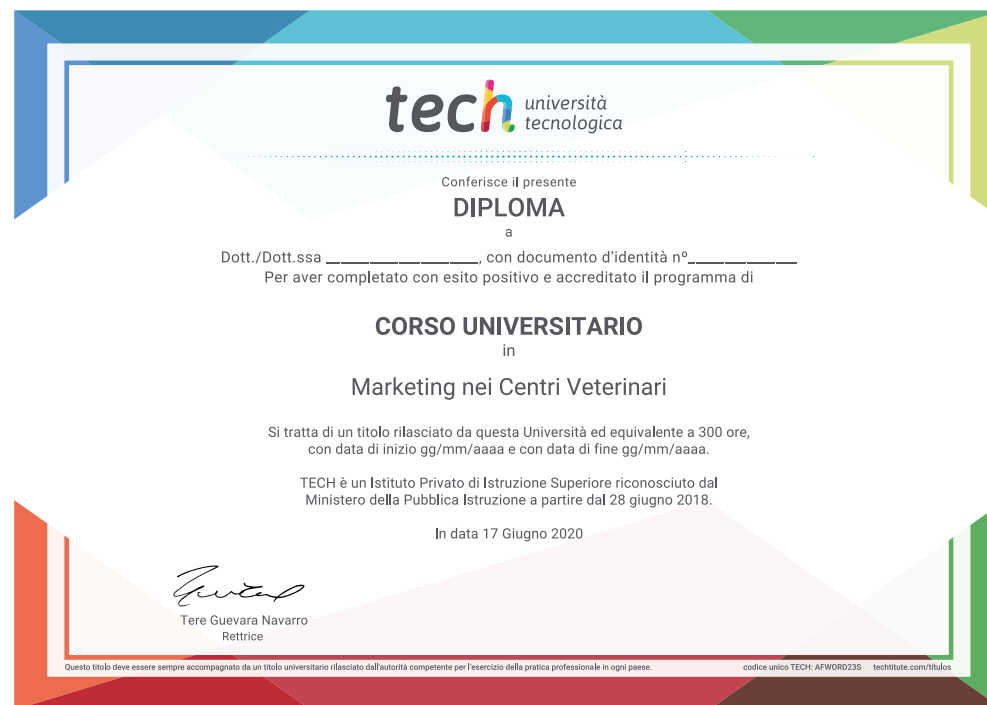 tech università
tecnologica
Conferisce il presente
DIPLOMA
a
Dott./Dott.ssa ____________________, con documento d'identità nº______________
Per aver completato con esito positivo e accreditato il programma di
CORSO UNIVERSITARIO
in
Marketing nei Centri Veterinari
Si tratta di un titolo rilasciato da questa Università ed equivalente a 300 ore,
con data di inizio gg/mm/aaaa e con data di fine gg/mm/aaaa.
TECH è un Istituto Privato di Istruzione Superiore riconosciuto dal
Ministero della Pubblica Istruzione a partire dal 28 giugno 2018.
In data 17 Giugno 2020
Tere Guevara Navarro
Rettrice
Questo titolo deve essere sempre accompagnato da un titolo universitario rilasciato dall'autorità competente per l'esercizio della pratica professionale in ogni paese. codice unico TECH: AFWORD23S techtitute.com/titulos